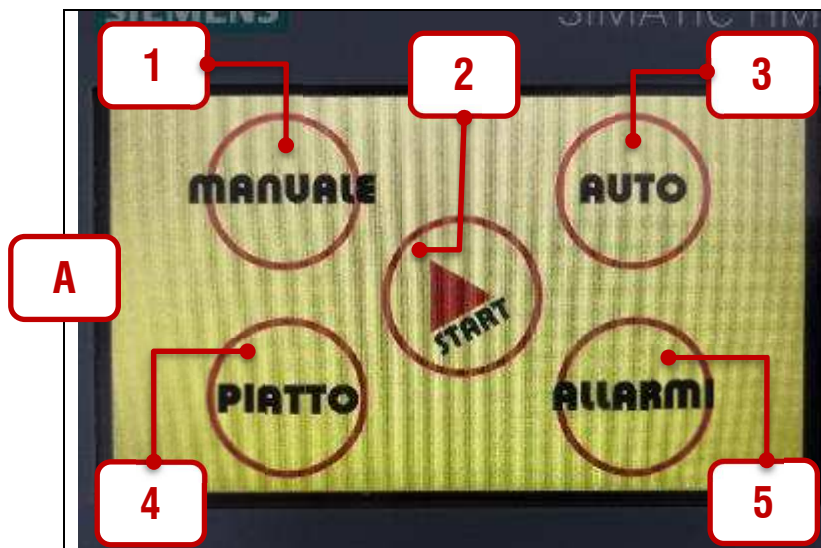 SIEMENS
SIMATIC HMI
1
2
3
MANUALE
AUTO
A
START
PIATTO
ALLARMI
4
5